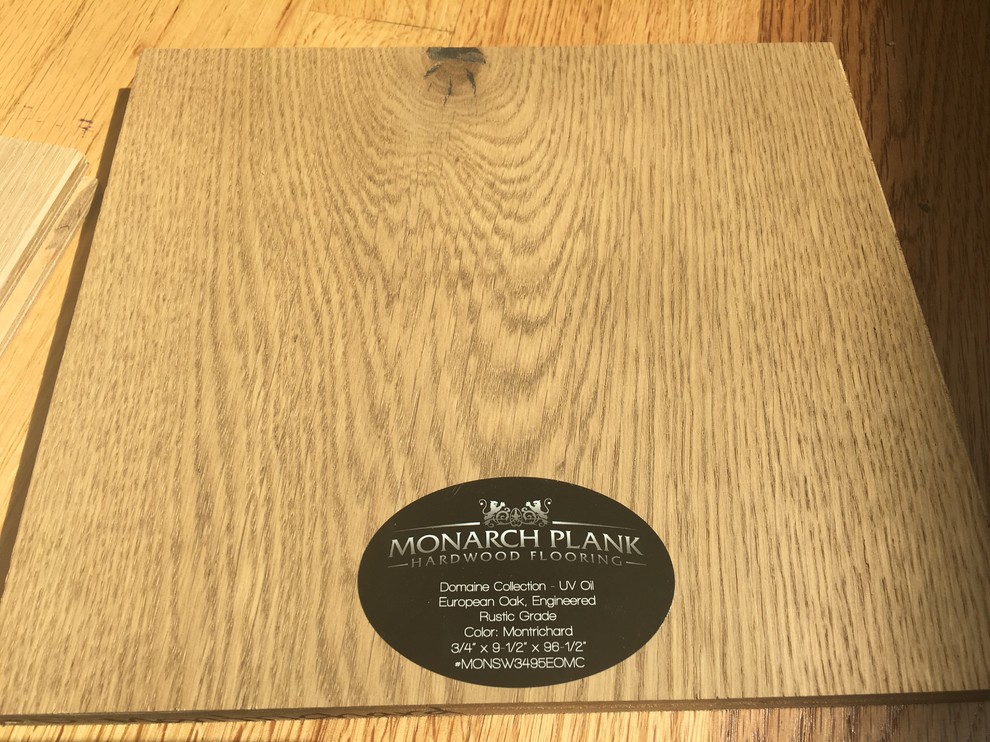 MONARCH PLANK
HARDWOOD FLOORING
Domaine Collection - UV Oil
European Oak, Engineered
Rustic Grade
Color: Montrichard
3/4" x 9-1/2" x 96-1/2"
#MONSW3495EOMC